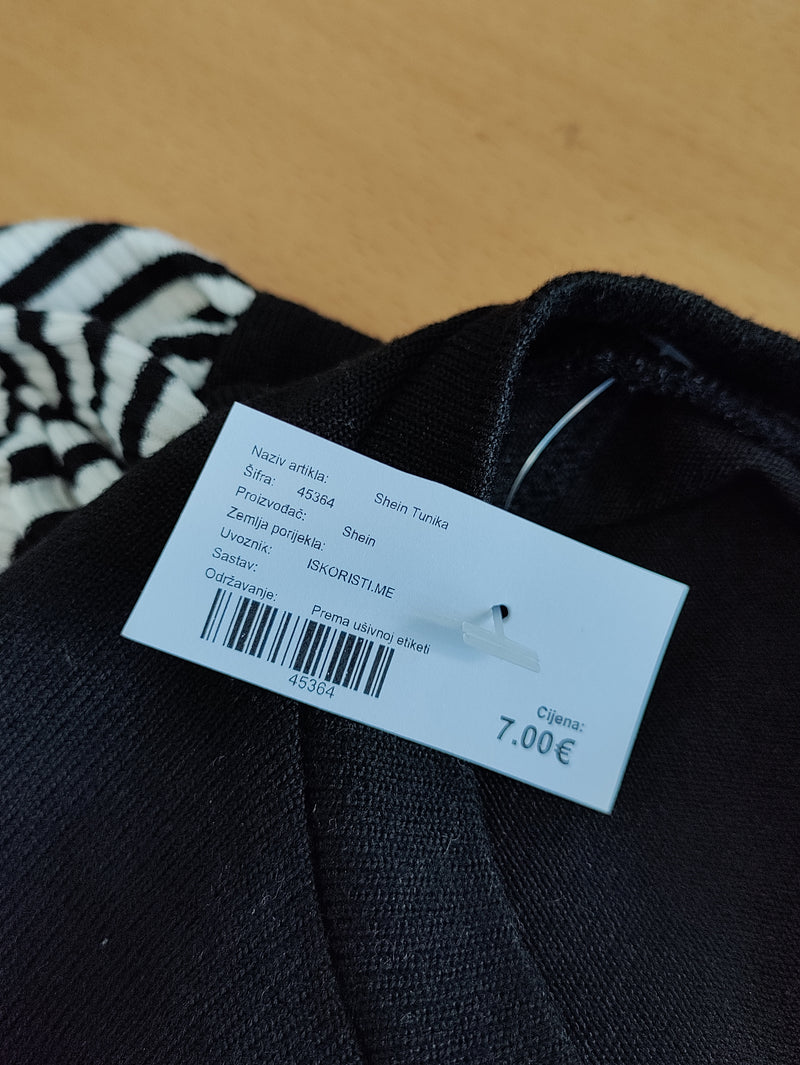 Naziv artikla: Shein Tunika
Šifra: 45364
Proizvođač: Shein
Zemlja porijekla:
Uvoznik: ISKORISTI.ME
Sastav:
Održavanje: Prema ušivnoj etiketi
45364
Cijena:
7.00€